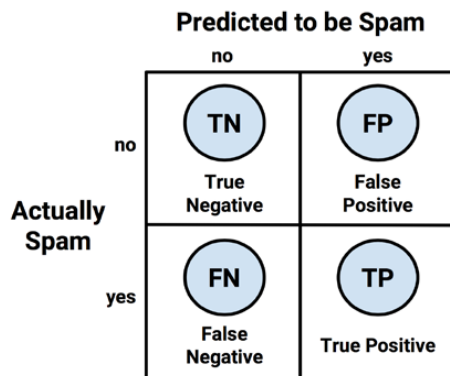 Predicted to be Spam
no yes
no
TN FP
True Negative
False Positive
Actually Spam
yes
FN TP
False Negative
True Positive